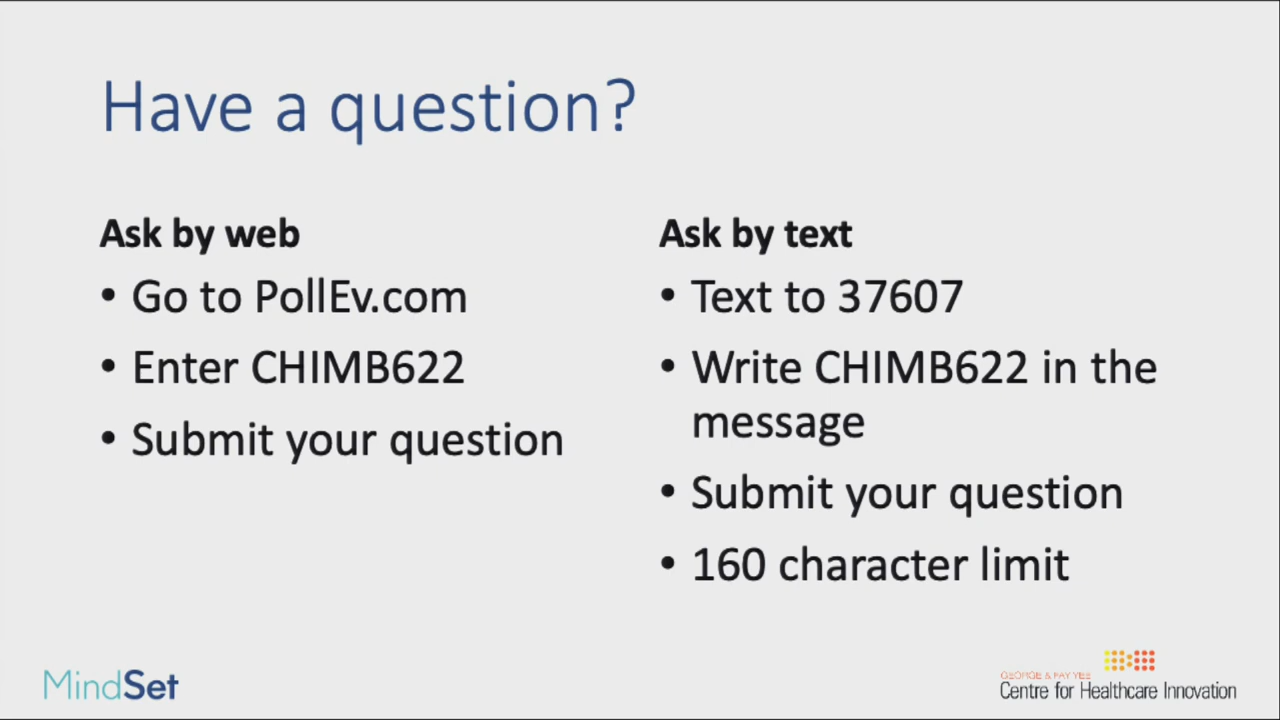 Have a question?
Ask by web
• Go to PollEv.com
• Enter CHIMB622
• Submit your question
Ask by text
• Text to 37607
• Write CHIMB622 in the
message
• Submit your question
• 160 character limit
MindSet
GEORGE & FAY YEE
Centre for Healthcare Innovation